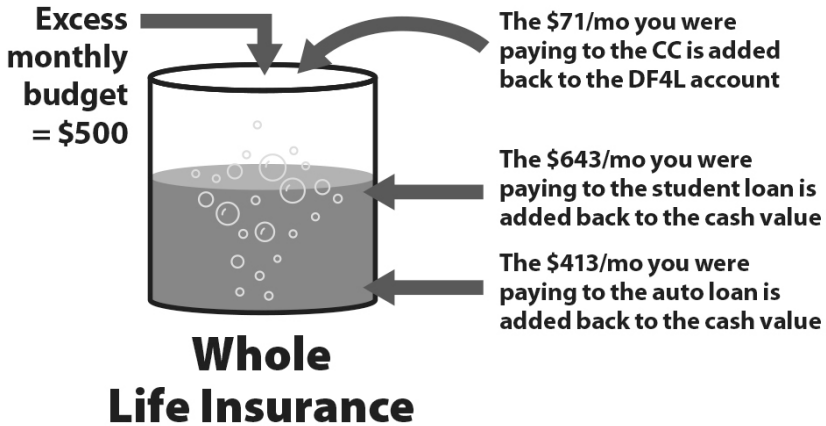 Excess
monthly
budget
= $500
The $71/mo you were
paying to the CC is added
back to the DF4L account
The $643/mo you were
paying to the student loan is
added back to the cash value
The $413/mo you were
paying to the auto loan is
added back to the cash value
Whole
Life Insurance